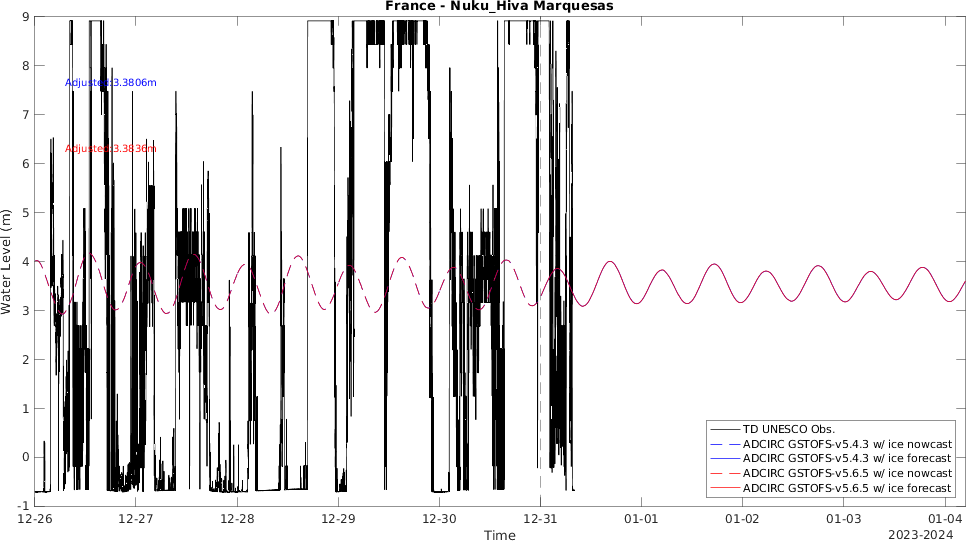 France - Nuku_Hiva Marquesas
9
8
7
6
5
4
3
2
1
0
-1
Water Level (m)
Adjusted:3.3806m
Adjusted:3.3836m
TD UNESCO Obs.
ADCIRC GSTOFS-v5.4.3 w/ ice nowcast
ADCIRC GSTOFS-v5.4.3 w/ ice forecast
ADCIRC GSTOFS-v5.6.5 w/ ice nowcast
ADCIRC GSTOFS-v5.6.5 w/ ice forecast
12-26 12-27 12-28 12-29 12-30 12-31 01-01 01-02 01-03 01-04
Time
2023-2024